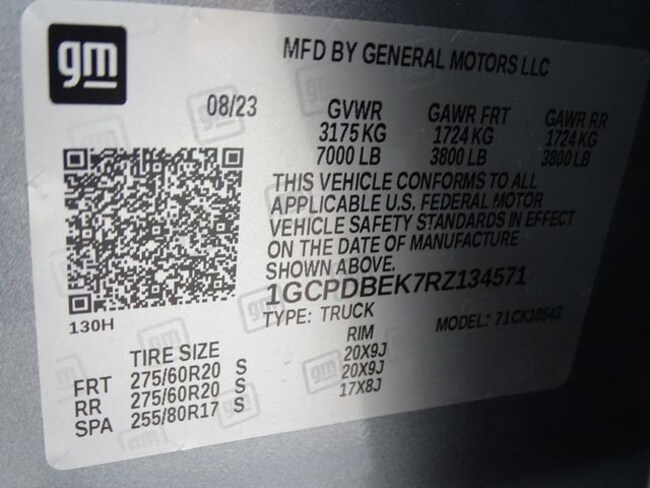 gm
MFD BY GENERAL MOTORS LLC
08/23
GVWR GAWR FRT GAWR RR
3175 KG 1724 KG 1724 KG
7000 LB 3800 LB 3800 LB
THIS VEHICLE CONFORMS TO ALL
APPLICABLE U.S. FEDERAL MOTOR
VEHICLE SAFETY STANDARDS IN EFFECT
ON THE DATE OF MANUFACTURE
SHOWN ABOVE.
1GCPDBEK7RZ134571
130H
TYPE: TRUCK MODEL: 71CK10543
TIRE SIZE RIM
FRT 275/60R20 S 20X9J
RR 275/60R20 S 20X9J
SPA 255/80R17 S 17X8J